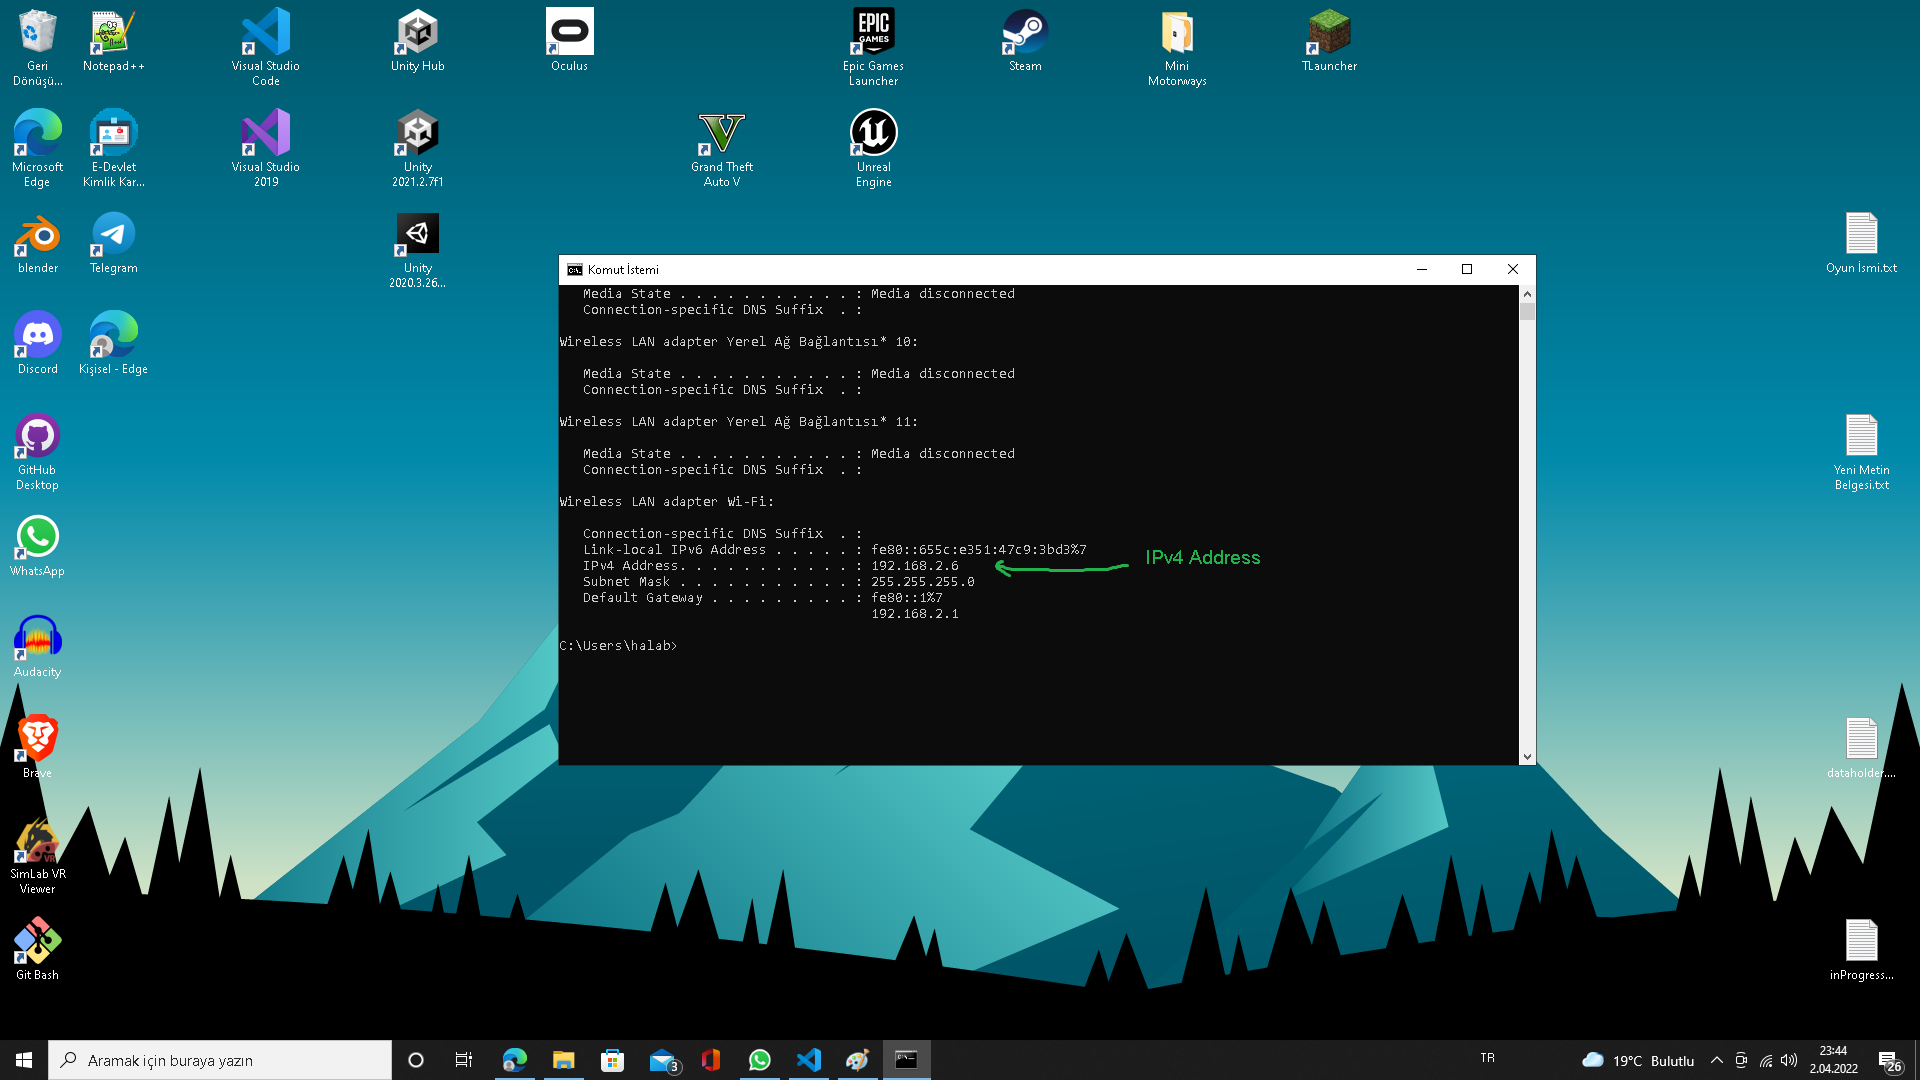 Geri
Dönüşü...
Notepad++
Visual Studio
Code
Unity Hub
Oculus
EPIC
GAMES
Epic Games
Launcher
Steam
Mini
Motorways
TLauncher
Microsoft
Edge
E-Devlet
Kimlik Kar...
Visual Studio
2019
Unity
2021.2.7f1
Grand Theft
Auto V
Unreal
Engine
blender
Telegram
Unity
2020.3.26...
Oyun İsmi.txt
Discord
Kişisel - Edge
GitHub
Desktop
Yeni Metin
Belgesi.txt
WhatsApp
Audacity
Brave
dataholder....
VR
SimLab VR
Viewer
Git Bash
inProgress...
Komut İstemi
Media State . . . . . . . . . . . : Media disconnected
Connection-specific DNS Suffix  . :
Wireless LAN adapter Yerel Ağ Bağlantısı* 10:
Media State . . . . . . . . . . . : Media disconnected
Connection-specific DNS Suffix  . :
Wireless LAN adapter Yerel Ağ Bağlantısı* 11:
Media State . . . . . . . . . . . : Media disconnected
Connection-specific DNS Suffix  . :
Wireless LAN adapter Wi-Fi:
Connection-specific DNS Suffix  . :
Link-local IPv6 Address . . . . . : fe80::655c:e351:47c9:3bd3%7
IPv4 Address. . . . . . . . . . . : 192.168.2.6
IPv4 Address
Subnet Mask . . . . . . . . . . . : 255.255.255.0
Default Gateway . . . . . . . . . : fe80::1%7
192.168.2.1
C:\Users\halab>
Aramak için buraya yazın
3
TR
19°C Bulutlu
23:44
2.04.2022
26